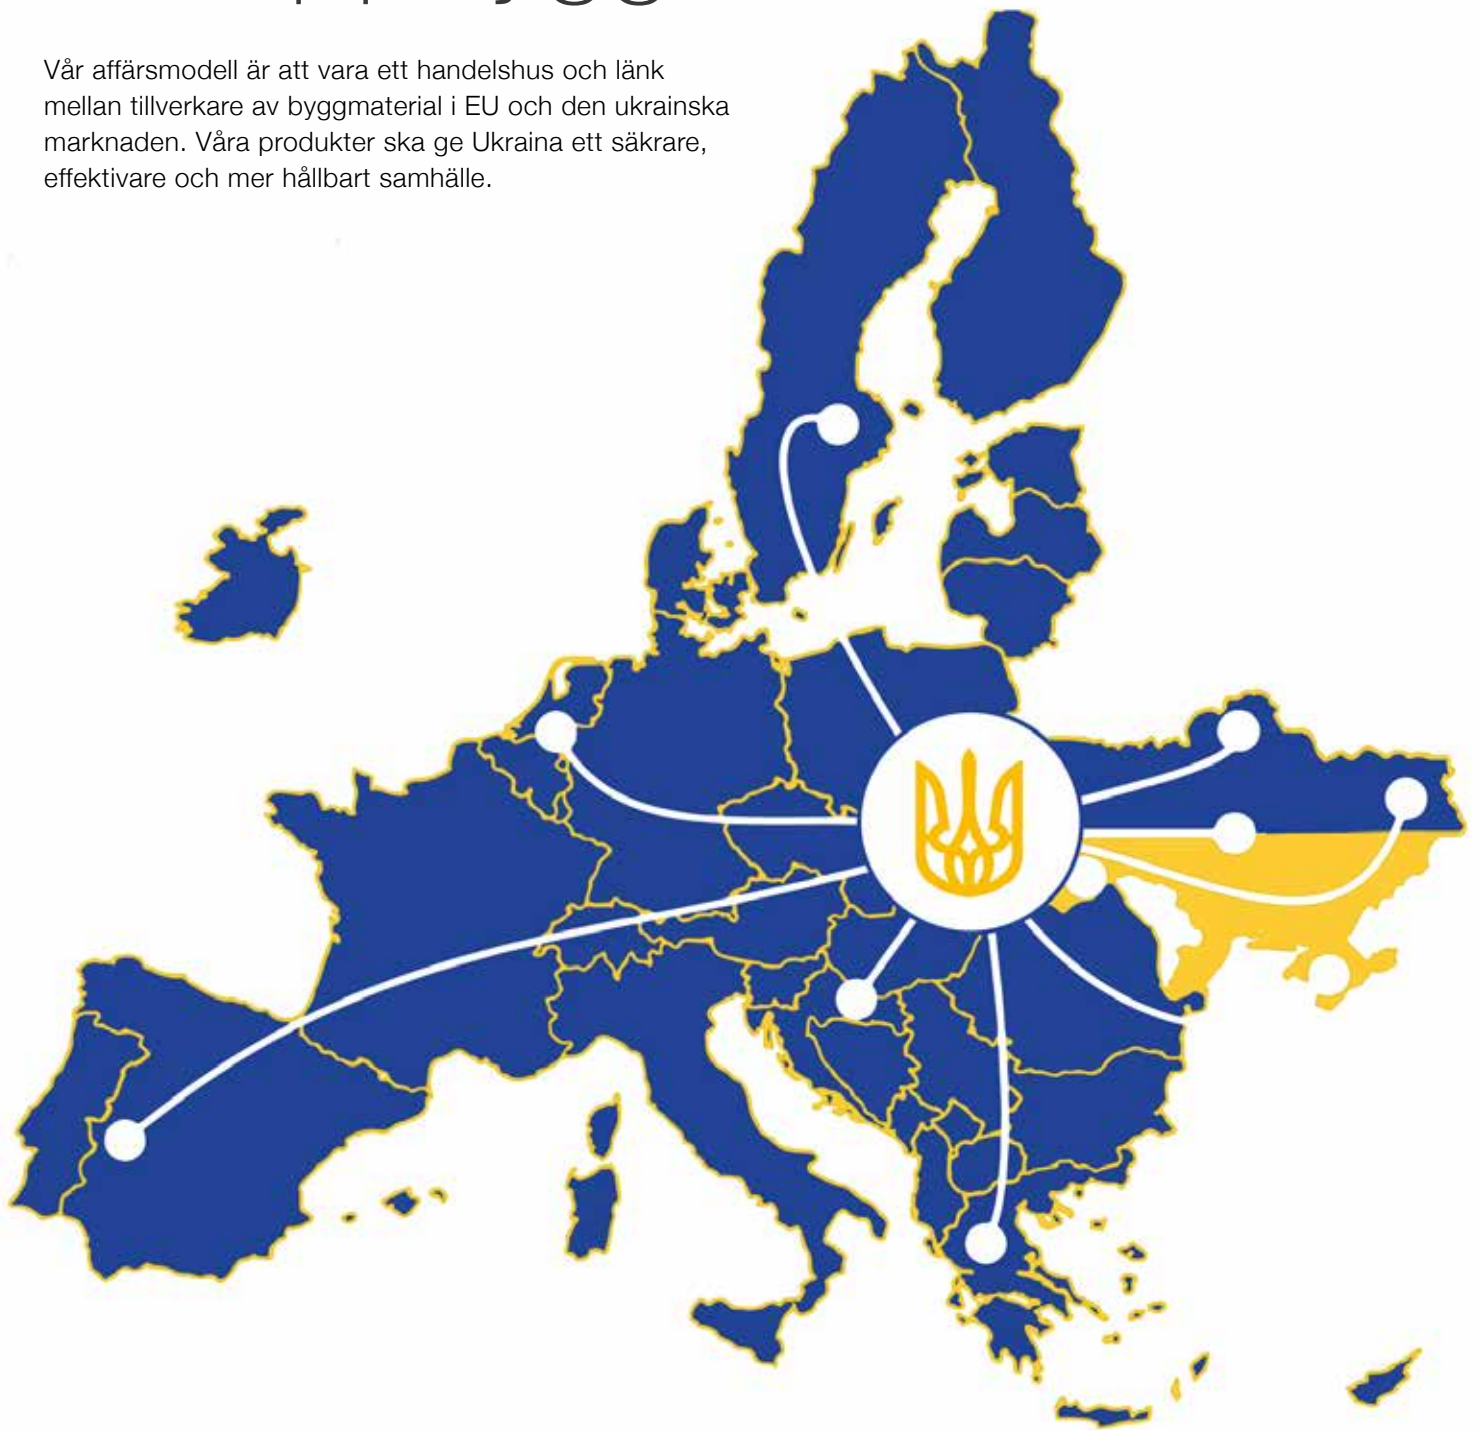 Vår affärsmodell är att vara ett handelshus och länk
mellan tillverkare av byggmaterial i EU och den ukrainska
marknaden. Våra produkter ska ge Ukraina ett säkrare,
effektivare och mer hållbart samhälle.